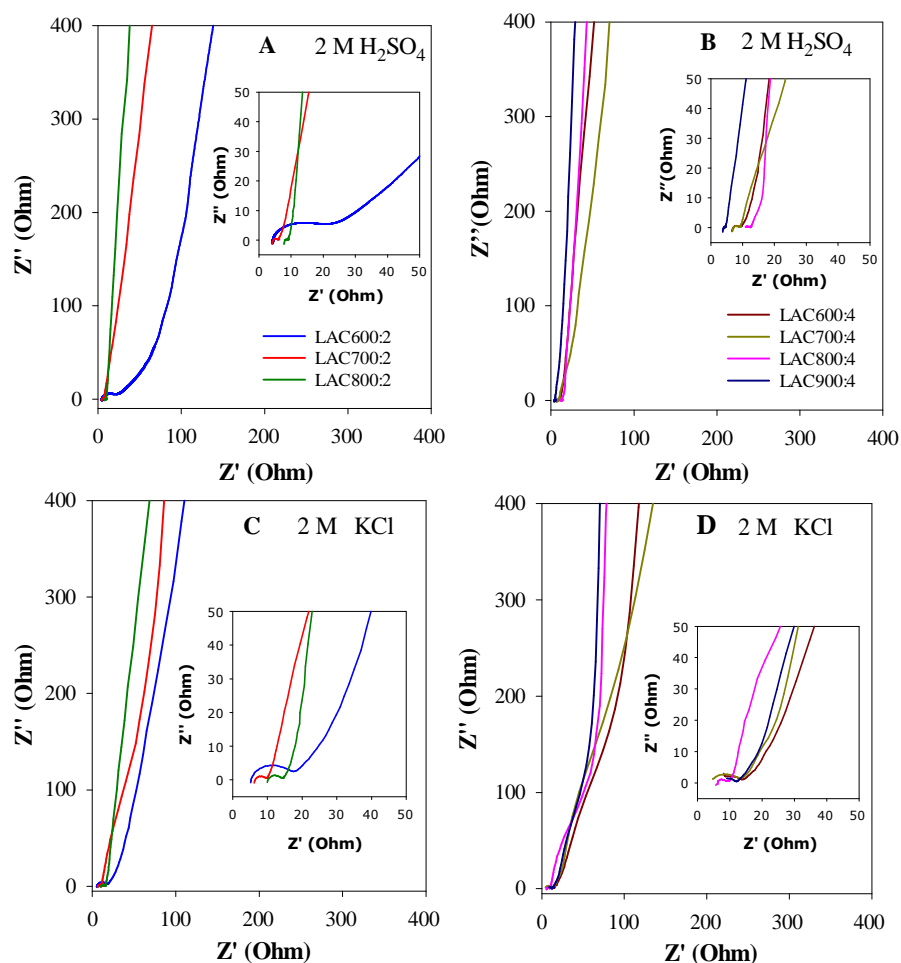 A 2 M H₂SO₄
Z'' (Ohm)
400
300
200
100
0
0 100 200 300 400
Z' (Ohm)
Z'' (Ohm)
50
40
30
20
10
0
0 10 20 30 40 50
Z' (Ohm)
LAC600:2
LAC700:2
LAC800:2
B 2 M H₂SO₄
Z''(Ohm)
400
300
200
100
0
0 100 200 300 400
Z' (Ohm)
Z''(Ohm)
50
40
30
20
10
0
0 10 20 30 40 50
Z' (Ohm)
LAC600:4
LAC700:4
LAC800:4
LAC900:4
C 2 M KCl
Z'' (Ohm)
400
300
200
100
0
0 100 200 300 400
Z' (Ohm)
Z'' (Ohm)
50
40
30
20
10
0
0 10 20 30 40 50
Z' (Ohm)
D 2 M KCl
Z'' (Ohm)
400
300
200
100
0
0 100 200 300 400
Z' (Ohm)
Z'' (Ohm)
50
40
30
20
10
0
0 10 20 30 40 50
Z' (Ohm)